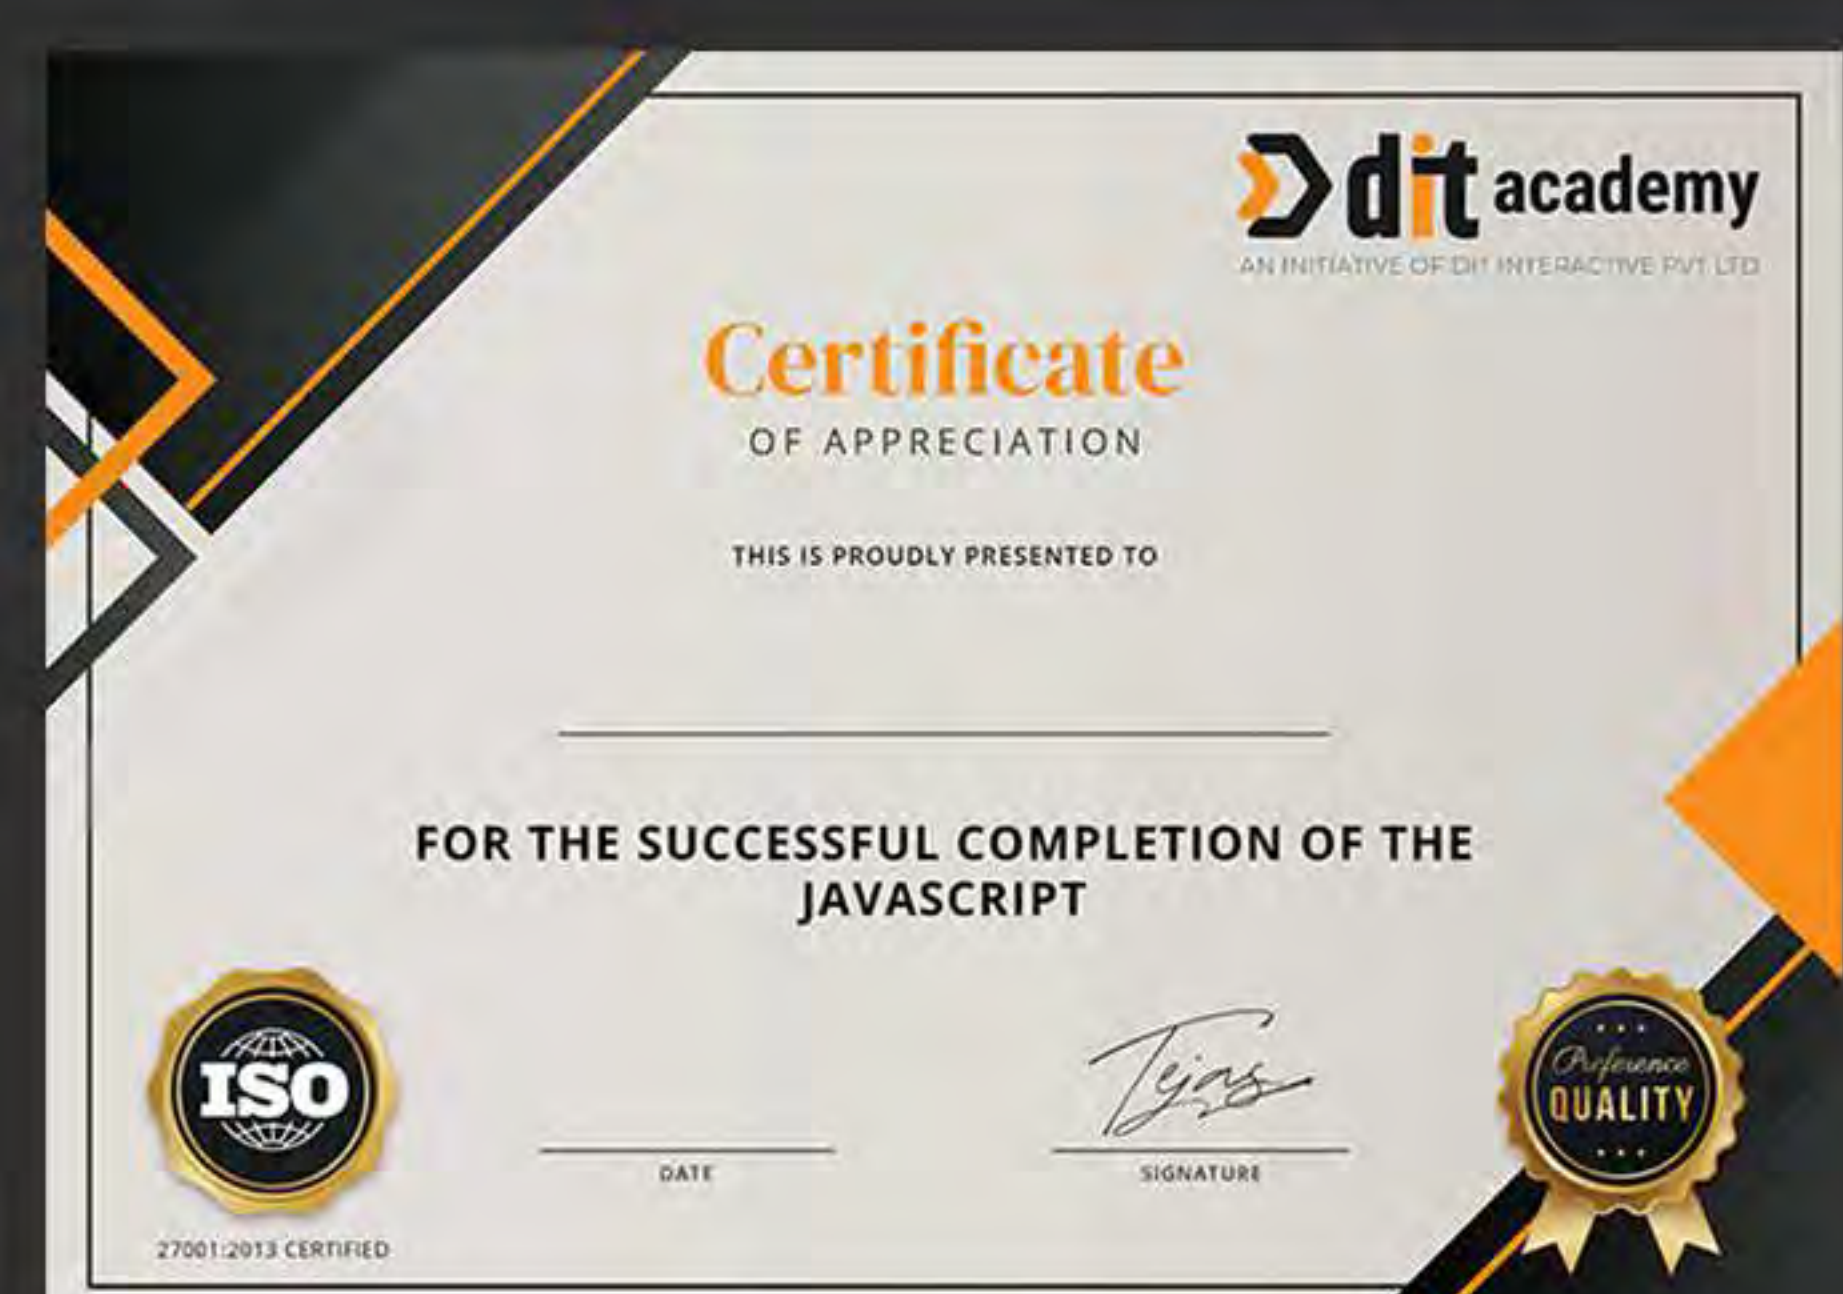 dit academy
AN INITIATIVE OF DIT INTERACTIVE PVT LTD
Certificate
OF APPRECIATION
THIS IS PROUDLY PRESENTED TO
FOR THE SUCCESSFUL COMPLETION OF THE
JAVASCRIPT
ISO
Tejas
Preference
QUALITY
DATE
SIGNATURE
27001:2013 CERTIFIED